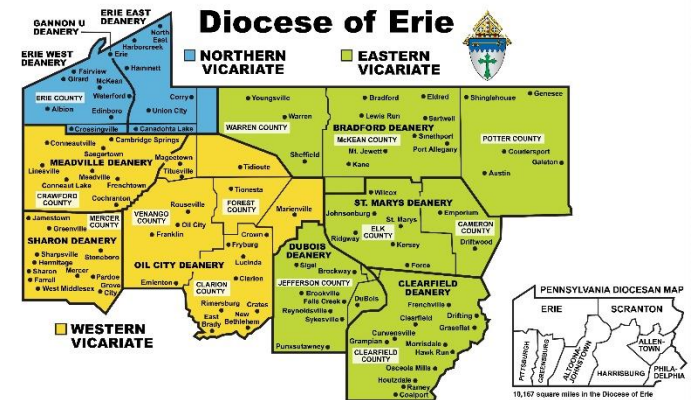 Diocese of Erie
ERIE EAST
DEANERY
GANNON U
DEANERY
ERIE WEST
DEANERY
NORTHERN
VICARIATE
EASTERN
VICARIATE
North
East
Harborcreek
Erie
Fairview
Girard
McKean
Hammett
Waterford
ERIE COUNTY
Albion
Edinboro
Corry
Union City
Crossingville
Canadohta Lake
Youngsville
Warren
WARREN COUNTY
Sheffield
Bradford
Eldred
Lewis Run
Sartwell
BRADFORD DEANERY
McKEAN COUNTY
Smethport
Mt. Jewett
Port Allegany
Kane
Shinglehouse
Genesee
POTTER COUNTY
Coudersport
Galeton
Austin
Conneautville
Cambridge Springs
Saegertown
MEADVILLE DEANERY
Mageetown
Titusville
Linesville
Meadville
Conneaut Lake
Frenchtown
CRAWFORD
COUNTY
Cochranton
Tidioute
Tionesta
FOREST
COUNTY
Marienville
Rouseville
VENANGO
COUNTY
Oil City
Franklin
Jamestown
MERCER
COUNTY
Greenville
SHARON DEANERY
Stoneboro
Sharpsville
Hermitage
Sharon
Mercer
Farrell
Pardoe
Grove
City
West Middlesex
Crown
Fryburg
Lucinda
OIL CITY DEANERY
Emlenton
CLARION
COUNTY
Clarion
Rimersburg
Crates
East
Brady
New
Bethlehem
Wilcox
ST. MARYS DEANERY
Johnsonburg
St. Marys
Emporium
Ridgway
ELK
COUNTY
Kersey
CAMERON
COUNTY
Driftwood
Force
DUBOIS
DEANERY
Sigel
Brockway
JEFFERSON COUNTY
Brookville
Falls Creek
DuBois
Reynoldsville
Sykesville
Punxsutawney
CLEARFIELD
DEANERY
Frenchville
Clearfield
Drifting
Curwensville
Grassflat
Grampian
Morrisdale
CLEARFIELD
COUNTY
Hawk Run
Osceola Mills
Houtzdale
Ramey
Coalport
WESTERN
VICARIATE
PENNSYLVANIA DIOCESAN MAP
ERIE
SCRANTON
PITTSBURGH
GREENSBURG
ALTOONA-
JOHNSTOWN
HARRISBURG
ALLEN-
TOWN
PHILA-
DELPHIA
10,167 square miles in the Diocese of Erie